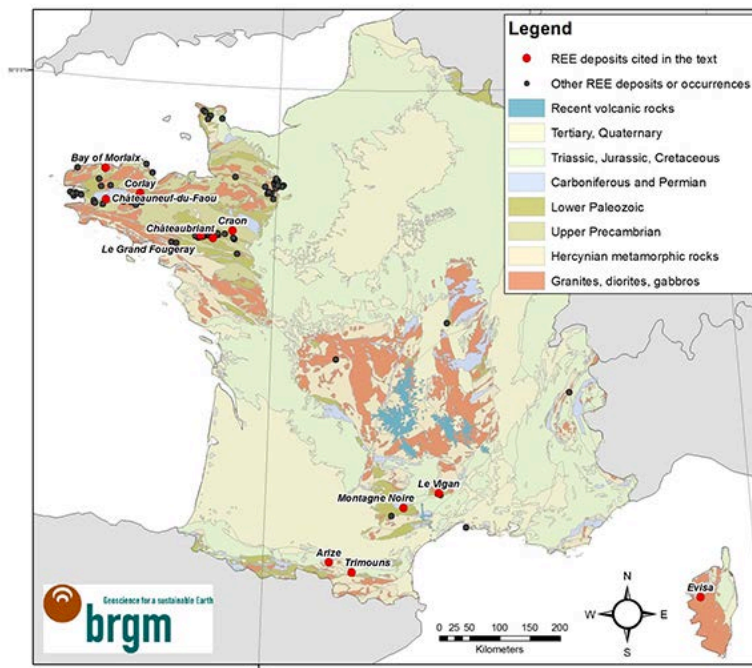 Legend
REE deposits cited in the text
Other REE deposits or occurrences
Recent volcanic rocks
Tertiary, Quaternary
Triassic, Jurassic, Cretaceous
Carboniferous and Permian
Lower Paleozoic
Upper Precambrian
Hercynian metamorphic rocks
Granites, diorites, gabbros
Bay of Morlaix
Corlay
Châteauneuf-du-Faou
Craon
Châteaubriant
Le Grand Fougeray
Le Vigan
Montagne Noire
Arize
Trimouns
Evisa
Geoscience for a sustainable Earth
brgm
0 25 50 100 150 200
Kilometers
N
W E
S